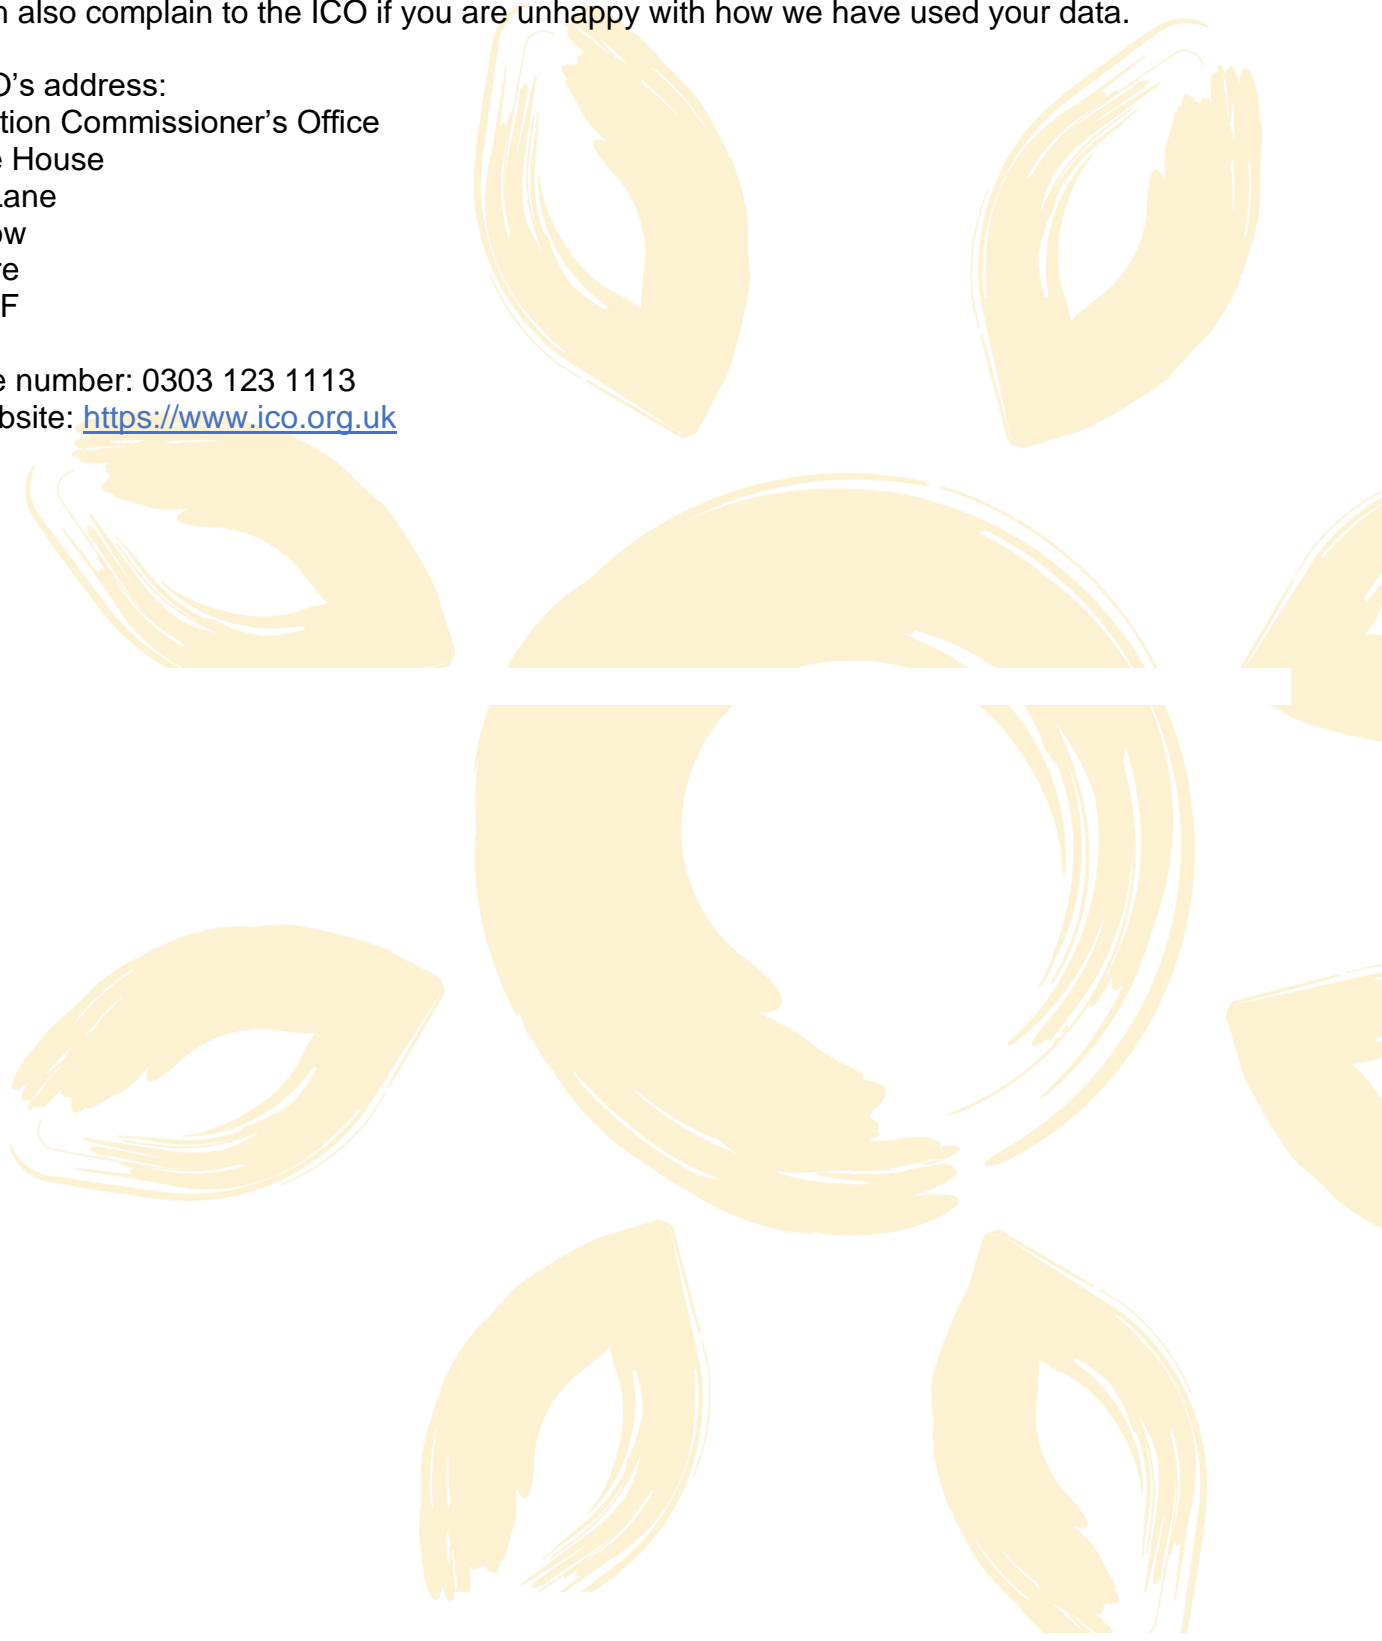 also complain to the ICO if you are unhappy with how we have used your data.
O’s address:
tion Commissioner’s Office
e House
Lane
ow
re
F
e number: 0303 123 1113
bsite: https://www.ico.org.uk